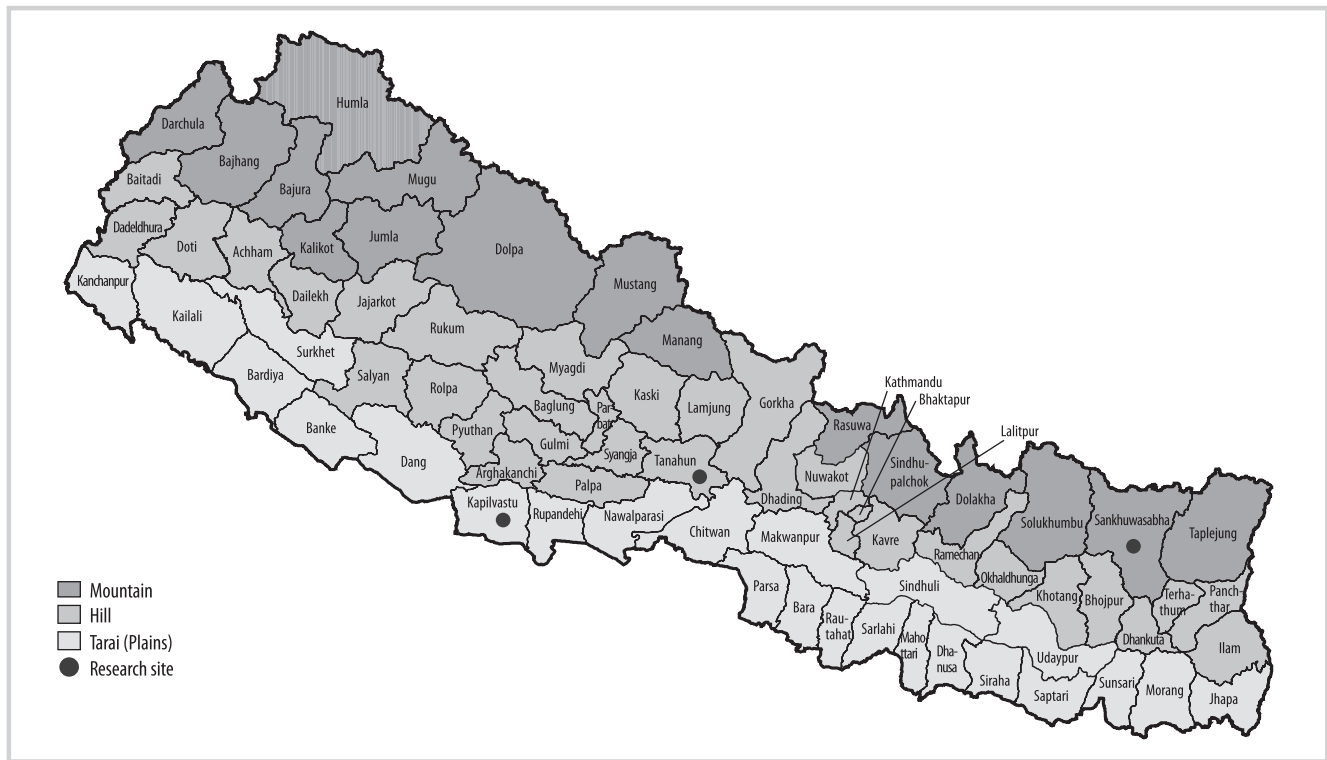 Humla
Darchula
Bajhang
Baitadi
Bajura
Mugu
Dadeldhura
Doti
Achham
Kalikot
Jumla
Dolpa
Kanchanpur
Dailekh
Jajarkot
Mustang
Kailali
Rukum
Manang
Surkhet
Bardiya
Salyan
Rolpa
Myagdi
Kaski
Lamjung
Gorkha
Kathmandu
Bhaktapur
Lalitpur
Banke
Pyuthan
Baglung
Par-
bat
Gulmi
Syangja
Tanahun
Rasuwa
Nuwakot
Sindhu-
palchok
Dang
Arghakanchi
Palpa
Dhading
Dolakha
Kapilvastu
Rupandehi
Nawalparasi
Chitwan
Makwanpur
Kavre
Ramechan
Solukhumbu
Sankhuwasabha
Taplejung
Parsa
Bara
Rau-
tahat
Sarlahi
Sindhuli
Okhaldhunga
Khotang
Bhojpur
Terha-
thum
Panch-
thar
Maho
ttari
Dha-
nusa
Siraha
Udaypur
Saptari
Dhankuta
Sunsari
Morang
Ilam
Jhapa
Mountain
Hill
Tarai (Plains)
Research site